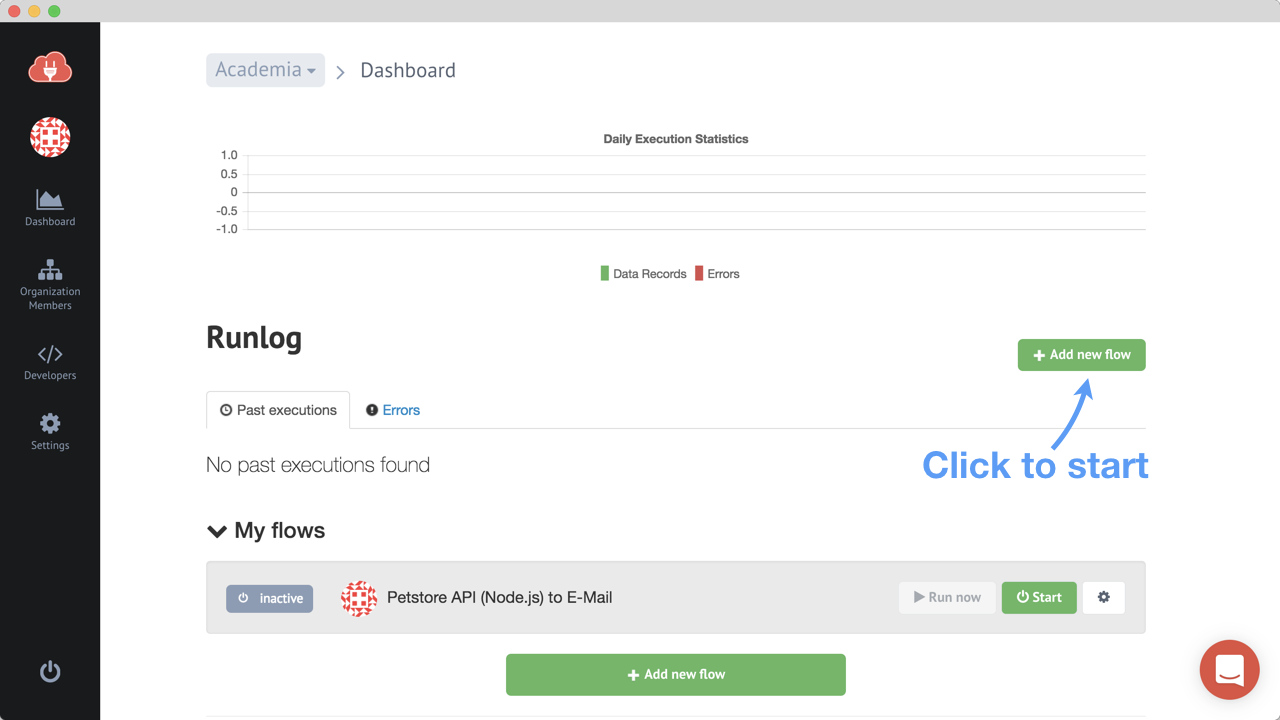 Academia
Dashboard
Daily Execution Statistics
1.0
0.5
0
-0.5
-1.0
Data Records
Errors
Dashboard
Organization
Members
Developers
Settings
Runlog
Add new flow
Past executions
Errors
No past executions found
Click to start
My flows
inactive
Petstore API (Node.js) to E-Mail
Run now
Start
Add new flow